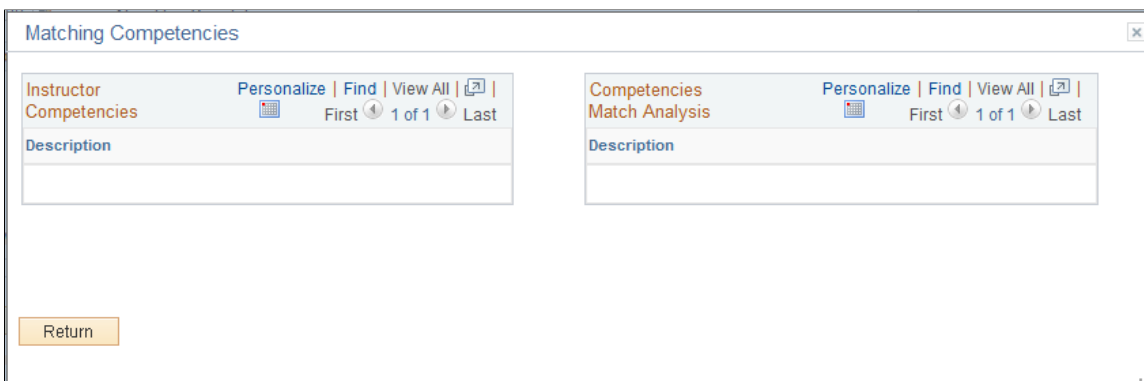 Matching Competencies
Instructor Competencies
Personalize | Find | View All | |
First 1 of 1 Last
Description
Competencies Match Analysis
Personalize | Find | View All | |
First 1 of 1 Last
Description
Return